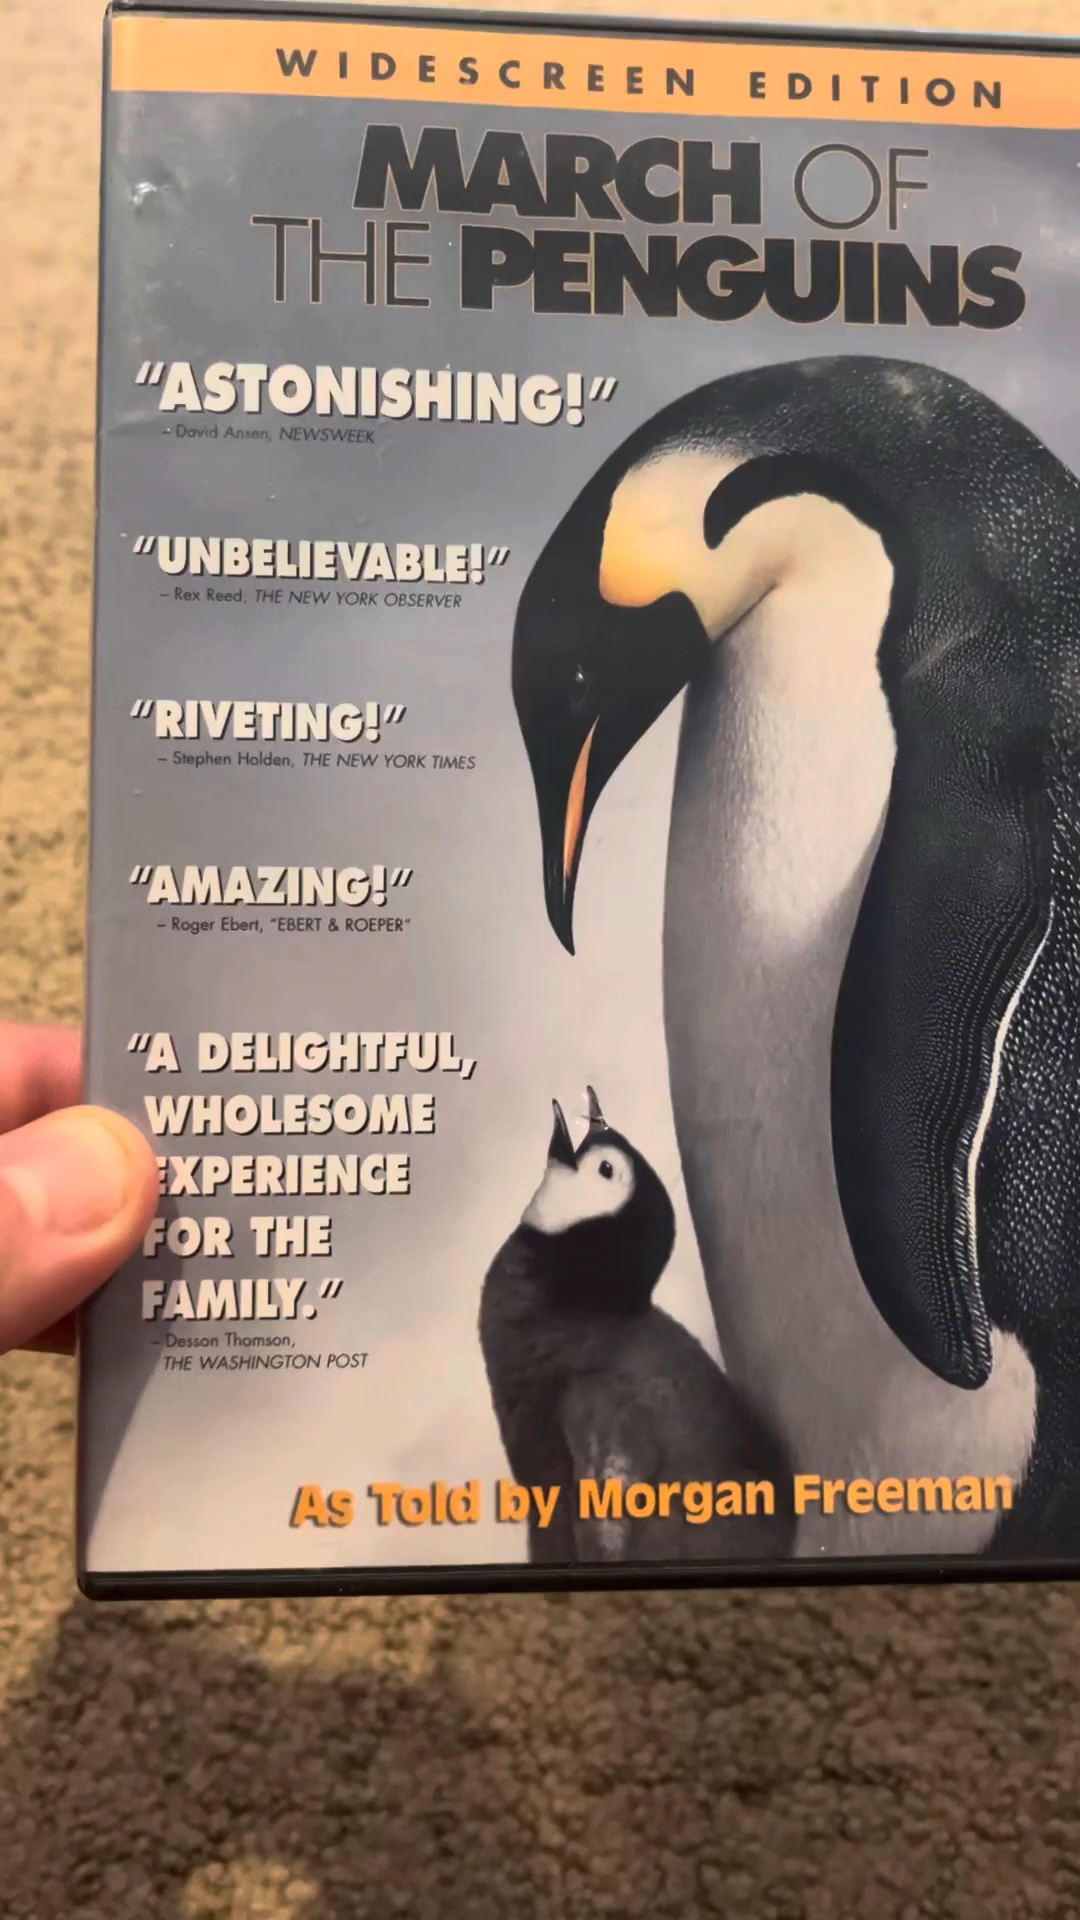 WIDESCREEN EDITION
MARCH OF
THE PENGUINS
"ASTONISHING!"
– David Ansen, NEWSWEEK
"UNBELIEVABLE!"
– Rex Reed, THE NEW YORK OBSERVER
"RIVETING!"
– Stephen Holden, THE NEW YORK TIMES
"AMAZING!"
– Roger Ebert, "EBERT & ROEPER"
"A DELIGHTFUL,
WHOLESOME
EXPERIENCE
FOR THE
FAMILY."
– Desson Thomson,
THE WASHINGTON POST
As Told by Morgan Freeman